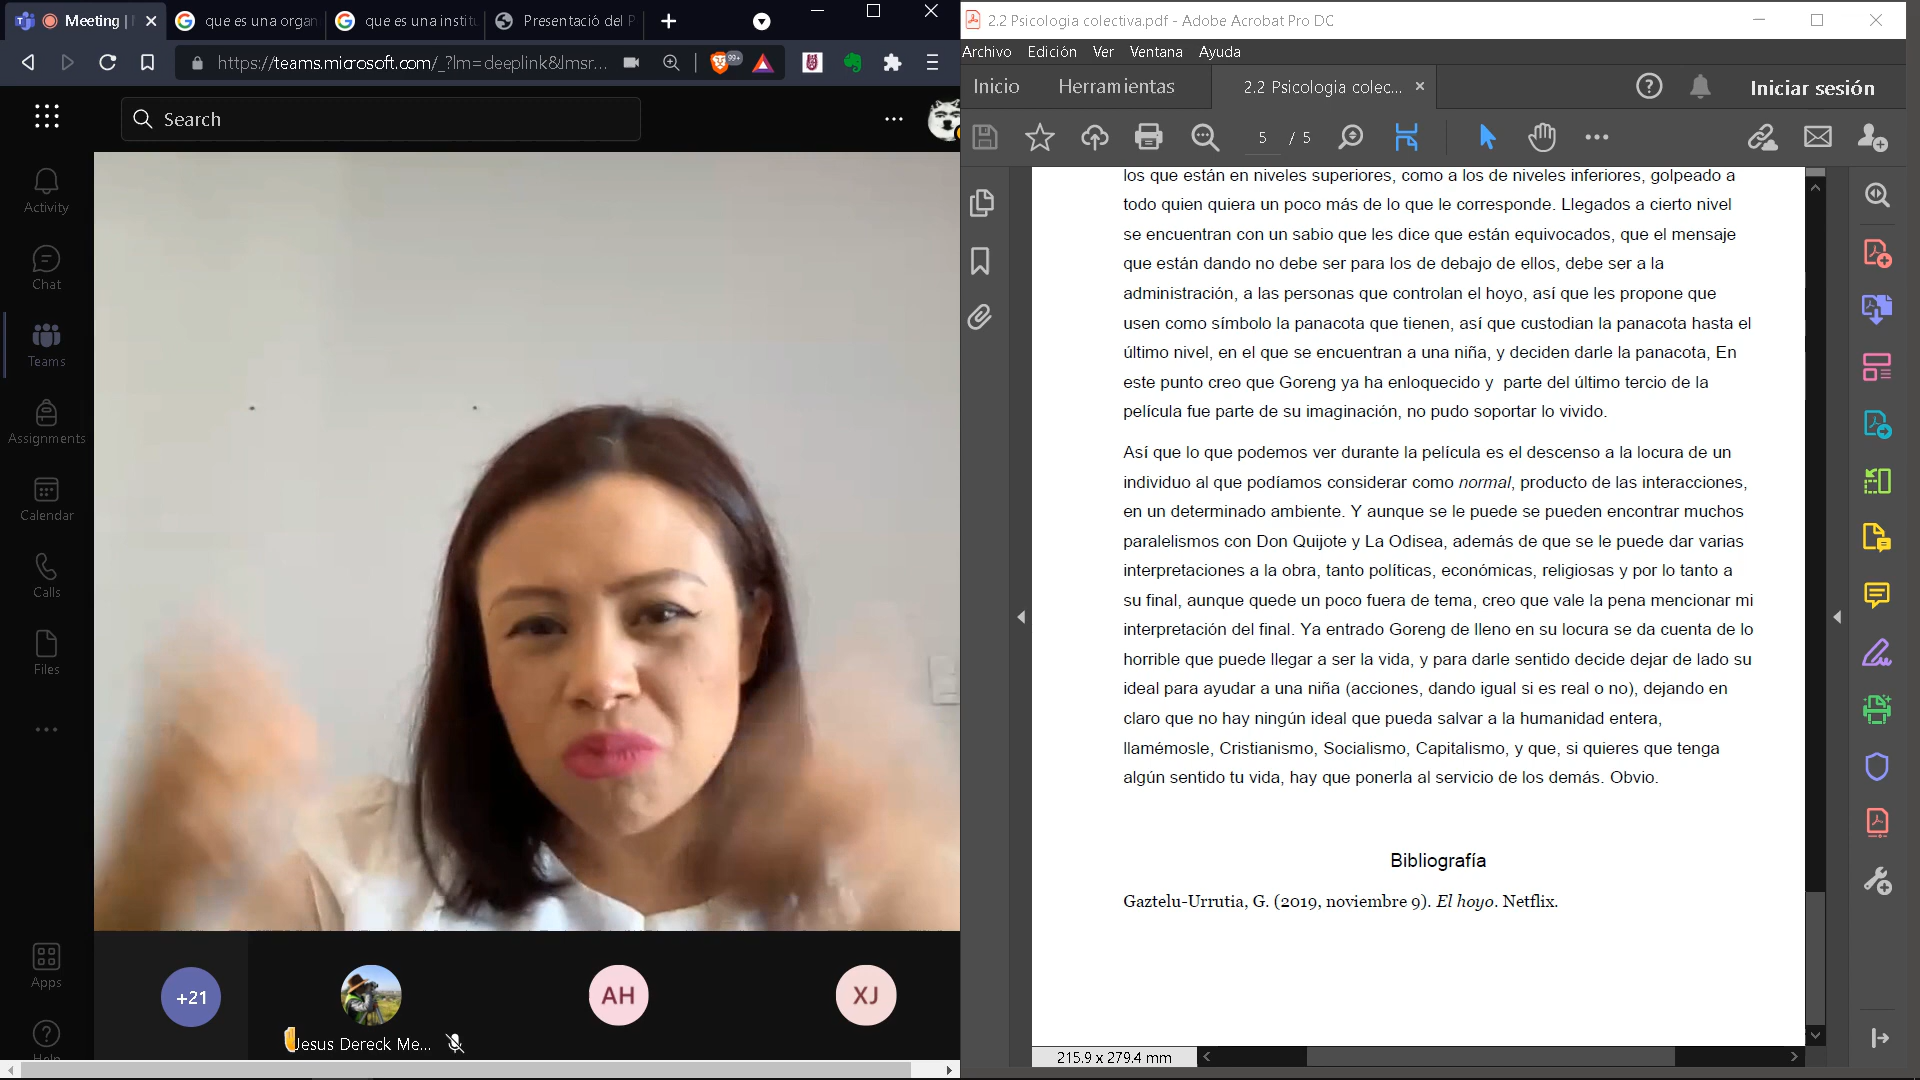 Meeting |
que es una organ
que es una institu
Presentació del P
99+
https://teams.microsoft.com/_?lm=deeplink&lmsr...
Search
Activity
Chat
Teams
Assignments
Calendar
Calls
Files
Apps
Help
+21
Jesus Dereck Me...
AH
XJ
2.2 Psicologia colectiva.pdf - Adobe Acrobat Pro DC
Archivo Edición Ver Ventana Ayuda
Inicio Herramientas 2.2 Psicologia colec... Iniciar sesión
5 / 5
los que están en niveles superiores, como a los de niveles inferiores, golpeado a
todo quien quiera un poco más de lo que le corresponde. Llegados a cierto nivel
se encuentran con un sabio que les dice que están equivocados, que el mensaje
que están dando no debe ser para los de debajo de ellos, debe ser a la
administración, a las personas que controlan el hoyo, así que les propone que
usen como símbolo la panacota que tienen, así que custodian la panacota hasta el
último nivel, en el que se encuentran a una niña, y deciden darle la panacota, En
este punto creo que Goreng ya ha enloquecido y parte del último tercio de la
película fue parte de su imaginación, no pudo soportar lo vivido.
Así que lo que podemos ver durante la película es el descenso a la locura de un
individuo al que podíamos considerar como normal, producto de las interacciones,
en un determinado ambiente. Y aunque se le puede se pueden encontrar muchos
paralelismos con Don Quijote y La Odisea, además de que se le puede dar varias
interpretaciones a la obra, tanto políticas, económicas, religiosas y por lo tanto a
su final, aunque quede un poco fuera de tema, creo que vale la pena mencionar mi
interpretación del final. Ya entrado Goreng de lleno en su locura se da cuenta de lo
horrible que puede llegar a ser la vida, y para darle sentido decide dejar de lado su
ideal para ayudar a una niña (acciones, dando igual si es real o no), dejando en
claro que no hay ningún ideal que pueda salvar a la humanidad entera,
llamémosle, Cristianismo, Socialismo, Capitalismo, y que, si quieres que tenga
algún sentido tu vida, hay que ponerla al servicio de los demás. Obvio.
Bibliografía
Gaztelu-Urrutia, G. (2019, noviembre 9). El hoyo. Netflix.
215.9 x 279.4 mm